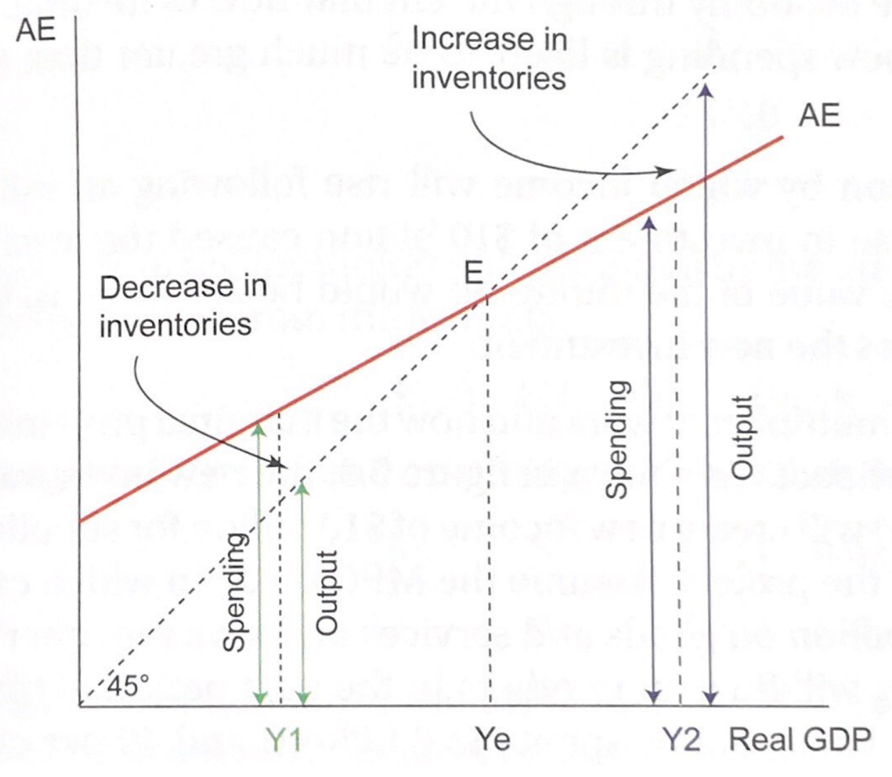 AE
Increase in
inventories
AE
E
Decrease in
inventories
Spending
Output
Spending
Output
45°
Y1
Ye
Y2
Real GDP